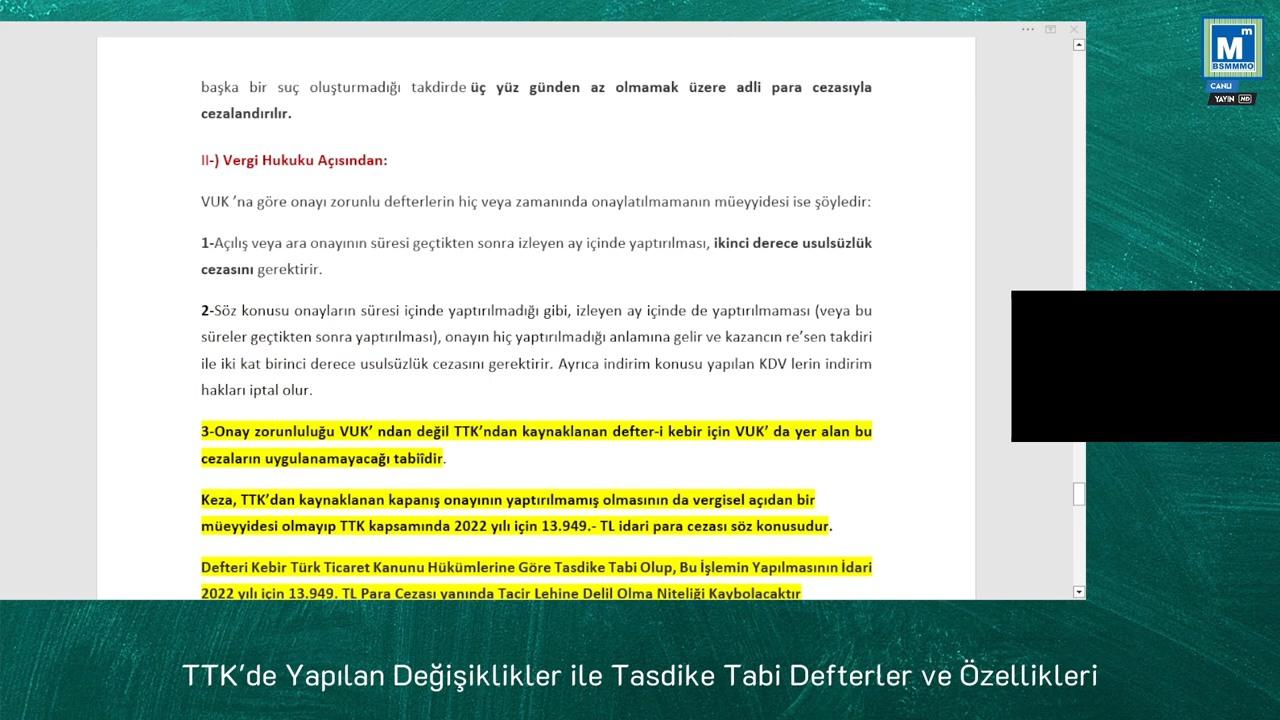 başka bir suç oluşturmadığı takdirde üç yüz günden az olmamak üzere adli para cezasıyla
cezalandırılır.
II-) Vergi Hukuku Açısından:
VUK ’na göre onayı zorunlu defterlerin hiç veya zamanında onaylatılmamanın müeyyidesi ise şöyledir:
1-Açılış veya ara onayının süresi geçtikten sonra izleyen ay içinde yaptırılması, ikinci derece usulsüzlük
cezasını gerektirir.
2-Söz konusu onayların süresi içinde yaptırılmadığı gibi, izleyen ay içinde de yaptırılmaması (veya bu
süreler geçtikten sonra yaptırılması), onayın hiç yaptırılmadığı anlamına gelir ve kazancın re’sen takdiri
ile iki kat birinci derece usulsüzlük cezasını gerektirir. Ayrıca indirim konusu yapılan KDV lerin indirim
hakları iptal olur.
3-Onay zorunluluğu VUK’ ndan değil TTK’ndan kaynaklanan defter-i kebir için VUK’ da yer alan bu
cezaların uygulanamayacağı tabiîdir.
Keza, TTK’dan kaynaklanan kapanış onayının yaptırılmamış olmasının da vergisel açıdan bir
müeyyidesi olmayıp TTK kapsamında 2022 yılı için 13.949.- TL idari para cezası söz konusudur.
Defteri Kebir Türk Ticaret Kanunu Hükümlerine Göre Tasdike Tabi Olup, Bu İşlemin Yapılmasının İdari
2022 yılı için 13.949. TL Para Cezası yanında Tacir Lehine Delil Olma Niteliği Kaybolacaktır
Mm
BSMMMO
CANLI
YAYIN HD
TTK’de Yapılan Değişiklikler ile Tasdike Tabi Defterler ve Özellikleri